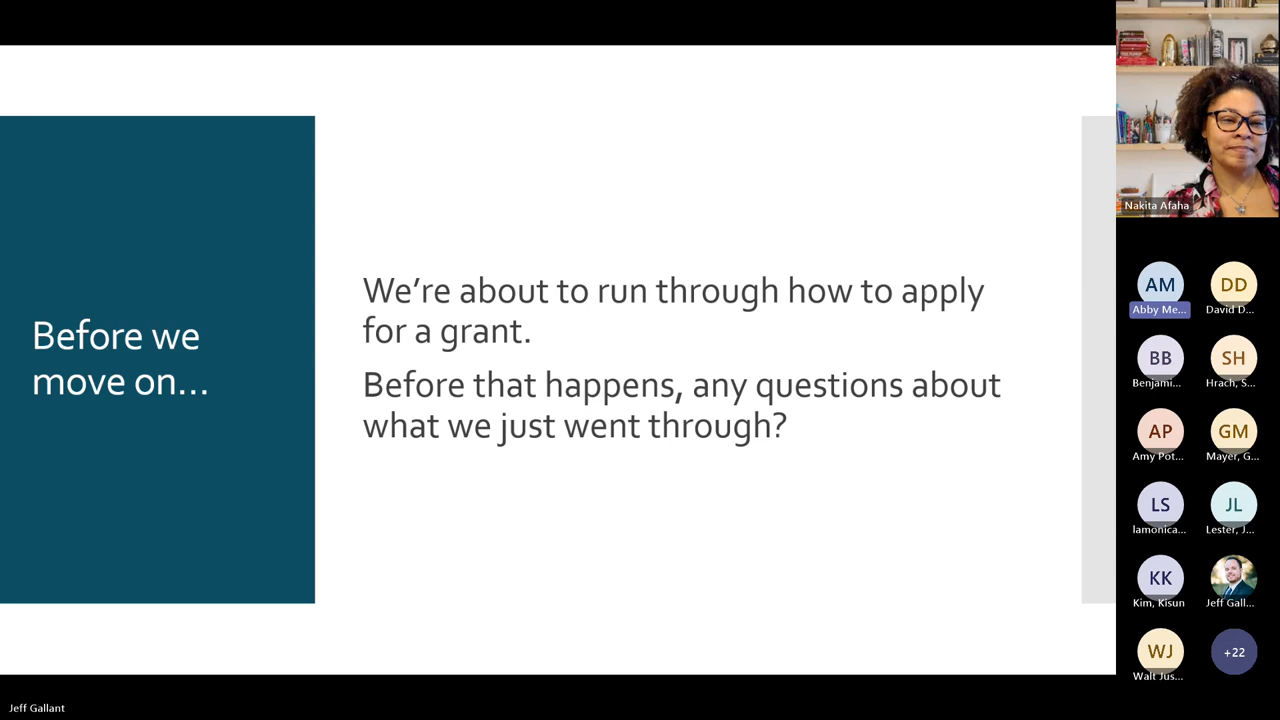 Before we
move on...
We're about to run through how to apply
for a grant.
Before that happens, any questions about
what we just went through?
Nakita Afaha
AM
Abby Me...
DD
David D...
BB
Benjami...
SH
Hrach, S...
AP
Amy Pot...
GM
Mayer, G...
LS
lamonica...
JL
Lester, J...
KK
Kim, Kisun
Jeff Gall...
WJ
Walt Jus...
+22
Jeff Gallant